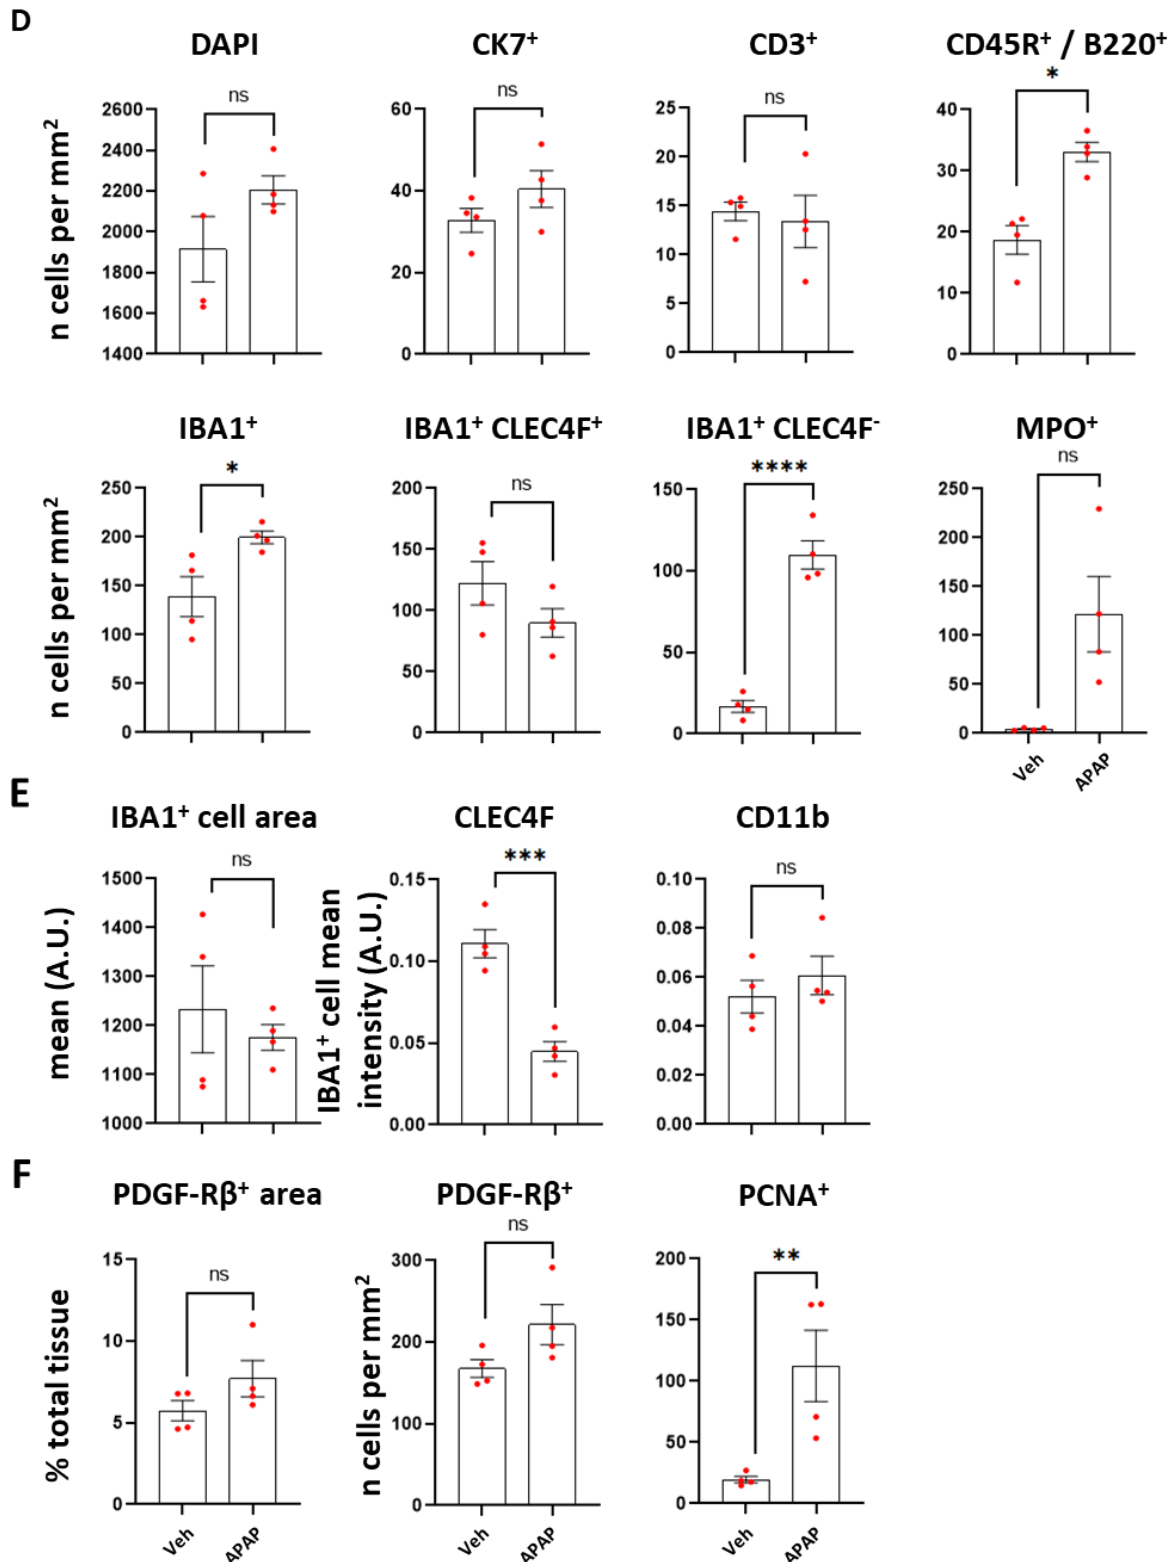 D
DAPI
CK7⁺
CD3⁺
CD45R⁺ / B220⁺
n cells per mm²
ns
2600
2400
2200
2000
1800
1600
1400
ns
60
40
20
0
ns
25
20
15
10
5
0
*
40
30
20
10
0
IBA1⁺
IBA1⁺ CLEC4F⁺
IBA1⁺ CLEC4F⁻
MPO⁺
n cells per mm²
*
250
200
150
100
50
0
ns
200
150
100
50
0
****
150
100
50
0
ns
250
200
150
100
50
0
Veh
APAP
E
IBA1⁺ cell area
CLEC4F
CD11b
mean (A.U.)
ns
1500
1400
1300
1200
1100
1000
IBA1⁺ cell mean
intensity (A.U.)
***
0.15
0.10
0.05
0.00
ns
0.10
0.08
0.06
0.04
0.02
0.00
F
PDGF-Rβ⁺ area
PDGF-Rβ⁺
PCNA⁺
% total tissue
ns
15
10
5
0
Veh
APAP
n cells per mm²
ns
300
200
100
0
Veh
APAP
**
200
150
100
50
0
Veh
APAP